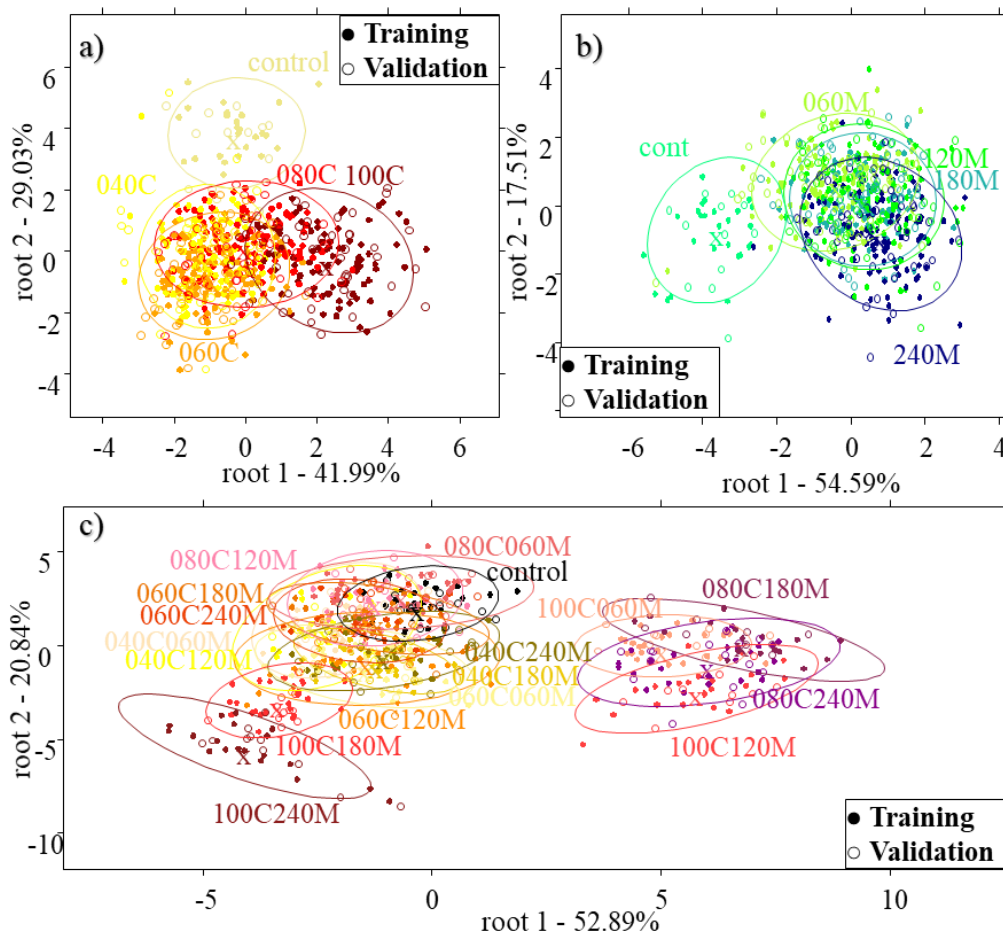 a)
Training
Validation
control
040C
080C
100C
060C
6
4
2
0
-2
-4
root 2 - 29.03%
-4 -2 0 2 4 6
root 1 - 41.99%
b)
060M
cont
120M
180M
240M
Training
Validation
4
2
0
-2
-4
root 2 - 17.51%
-6 -4 -2 0 2 4
root 1 - 54.59%
c)
080C120M
080C060M
control
060C180M
060C240M
080C180M
100C060M
040C060M
040C240M
040C120M
040C180M
080C240M
060C060M
060C120M
100C180M
100C120M
100C240M
Training
Validation
5
0
-5
-10
root 2 - 20.84%
-5 0 5 10
root 1 - 52.89%